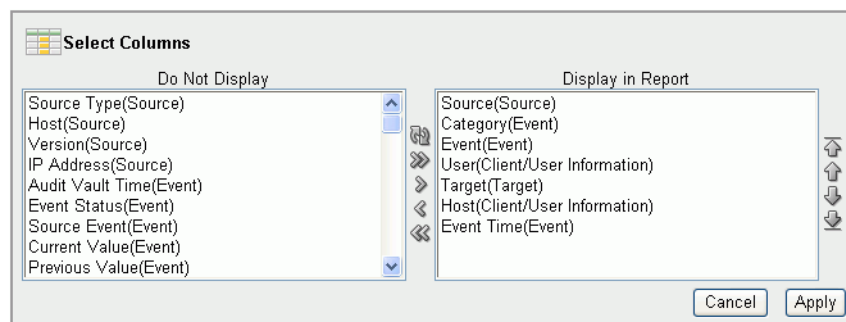 Select Columns
Do Not Display
Source Type(Source)
Host(Source)
Version(Source)
IP Address(Source)
Audit Vault Time(Event)
Event Status(Event)
Source Event(Event)
Current Value(Event)
Previous Value(Event)
Display in Report
Source(Source)
Category(Event)
Event(Event)
User(Client/User Information)
Target(Target)
Host(Client/User Information)
Event Time(Event)
Cancel
Apply